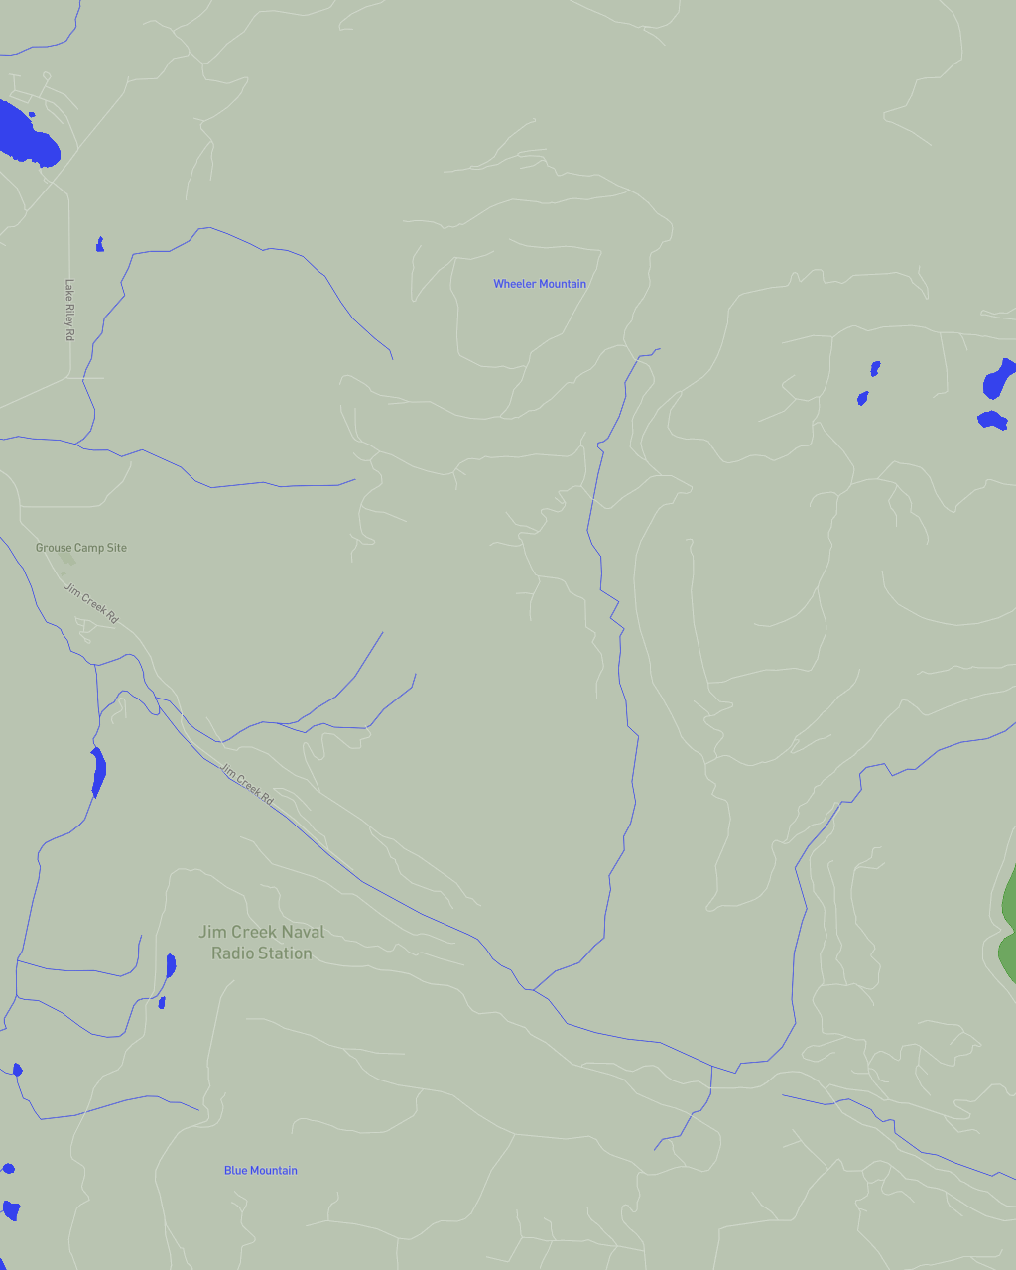 Wheeler Mountain
Lake Riley Rd
Grouse Camp Site
Jim Creek Rd
Jim Creek Rd
Jim Creek Naval
Radio Station
Blue Mountain